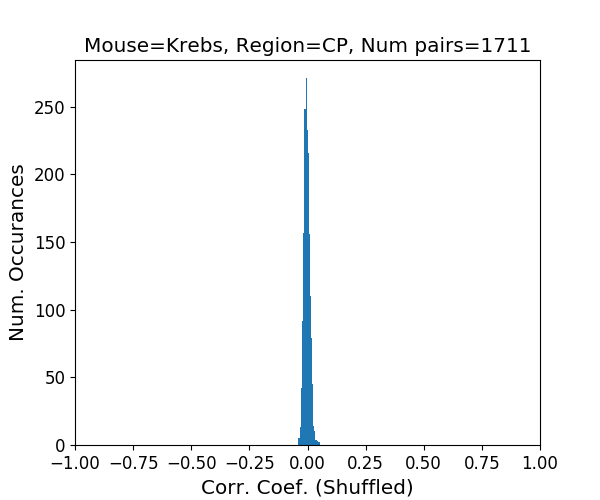 Mouse=Krebs, Region=CP, Num pairs=1711
250
200
150
100
50
0
Num. Occurances
−1.00 −0.75 −0.50 −0.25 0.00 0.25 0.50 0.75 1.00
Corr. Coef. (Shuffled)